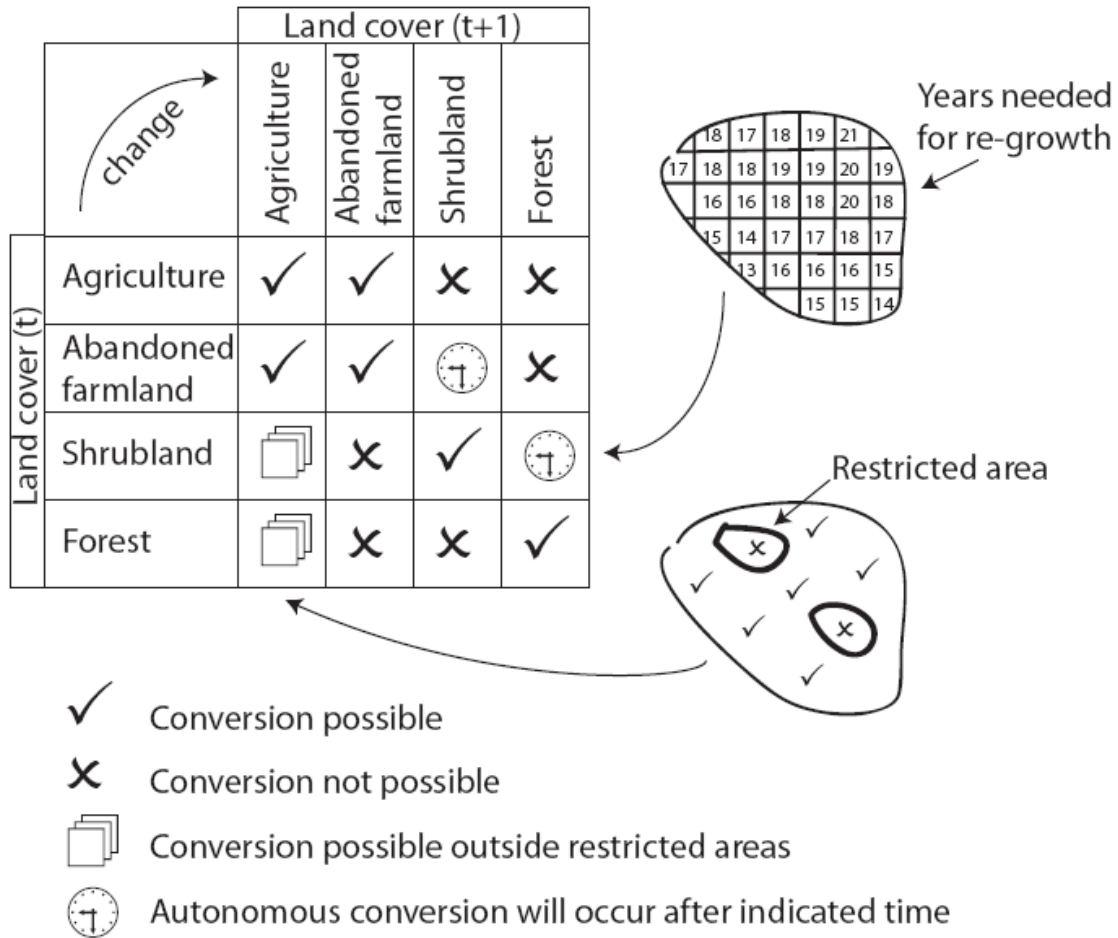 Land cover (t+1)
change
Agriculture
Abandoned
farmland
Shrubland
Forest
Land cover (t)
Agriculture
Abandoned
farmland
Shrubland
Forest
Years needed
for re-growth
18 17 18 19 21
17 18 18 19 19 20 19
16 16 18 18 20 18
15 14 17 17 18 17
13 16 16 16 15
15 15 14
Restricted area
Conversion possible
Conversion not possible
Conversion possible outside restricted areas
Autonomous conversion will occur after indicated time